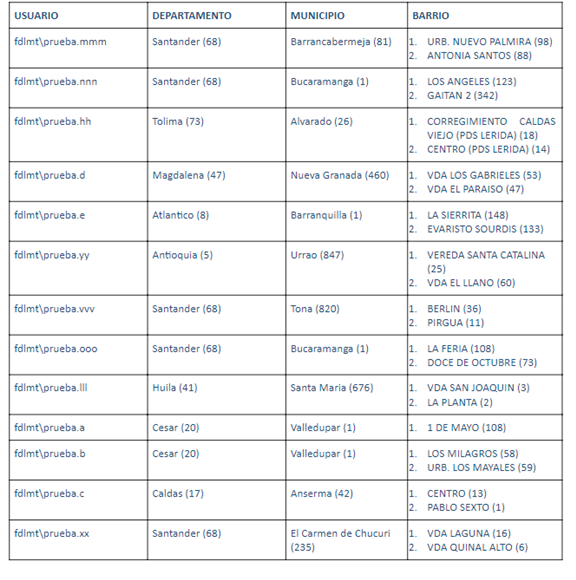 USUARIO DEPARTAMENTO MUNICIPIO BARRIO
fdlmt\prueba.mmm Santander (68) Barrancabermeja (81) 1. URB. NUEVO PALMIRA (98)
2. ANTONIA SANTOS (88)
fdlmt\prueba.nnn Santander (68) Bucaramanga (1) 1. LOS ANGELES (123)
2. GAITAN 2 (342)
fdlmt\prueba.hh Tolima (73) Alvarado (26) 1. CORREGIMIENTO CALDAS
VIEJO (PDS LERIDA) (18)
2. CENTRO (PDS LERIDA) (14)
fdlmt\prueba.d Magdalena (47) Nueva Granada (460) 1. VDA LOS GABRIELES (53)
2. VDA EL PARAISO (47)
fdlmt\prueba.e Atlantico (8) Barranquilla (1) 1. LA SIERRITA (148)
2. EVARISTO SOURDIS (133)
fdlmt\prueba.yy Antioquia (5) Urrao (847) 1. VEREDA SANTA CATALINA
(25)
2. VDA EL LLANO (60)
fdlmt\prueba.vvv Santander (68) Tona (820) 1. BERLIN (36)
2. PIRGUA (11)
fdlmt\prueba.ooo Santander (68) Bucaramanga (1) 1. LA FERIA (108)
2. DOCE DE OCTUBRE (73)
fdlmt\prueba.lll Huila (41) Santa Maria (676) 1. VDA SAN JOAQUIN (3)
2. LA PLANTA (2)
fdlmt\prueba.a Cesar (20) Valledupar (1) 1. 1 DE MAYO (108)
fdlmt\prueba.b Cesar (20) Valledupar (1) 1. LOS MILAGROS (58)
2. URB. LOS MAYALES (59)
fdlmt\prueba.c Caldas (17) Anserma (42) 1. CENTRO (13)
2. PABLO SEXTO (1)
fdlmt\prueba.xx Santander (68) El Carmen de Chucurí 1. VDA LAGUNA (16)
(235) 2. VDA QUINAL ALTO (6)